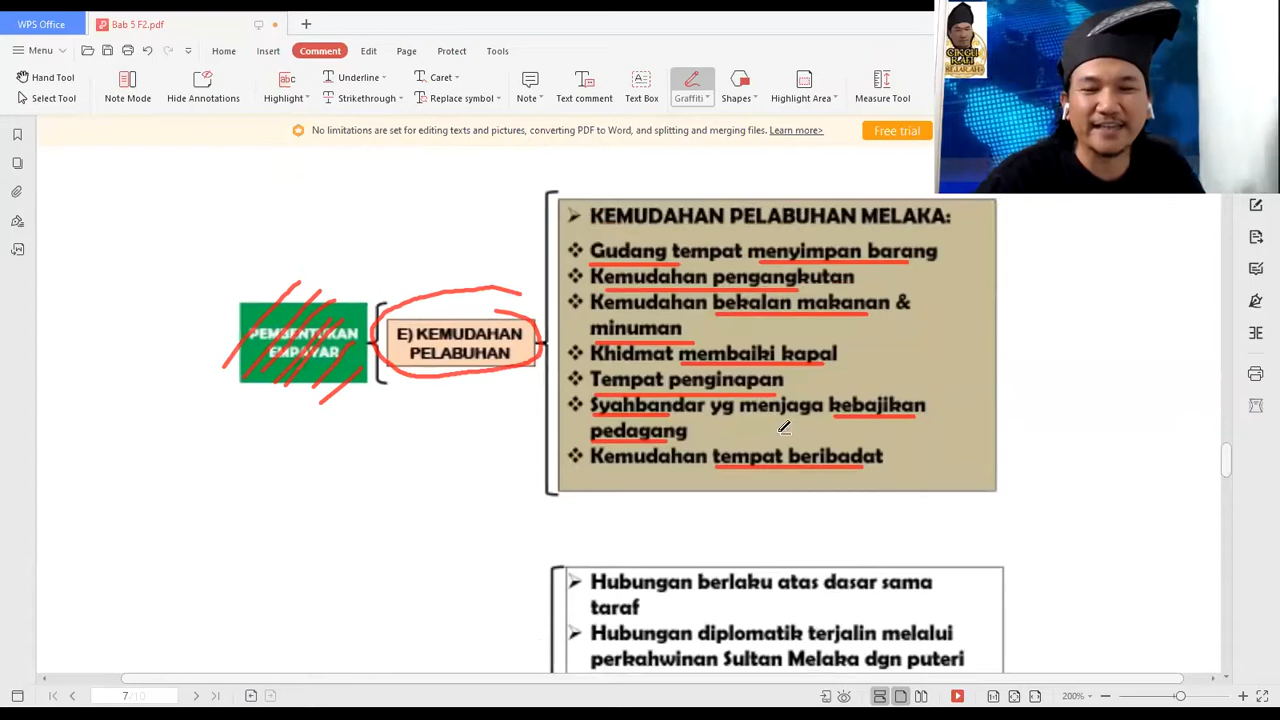 WPS Office
Bab 5 F2.pdf
Menu
Home
Insert
Comment
Edit
Page
Protect
Tools
Hand Tool
Select Tool
Note Mode
Hide Annotations
Highlight
Underline
Strikethrough
Caret
Replace symbol
Note
Text comment
Text Box
Graffiti
Shapes
Highlight Area
Measure Tool
No limitations are set for editing texts and pictures, converting PDF to Word, and splitting and merging files. Learn more>
Free trial
CIKGU
RAFI
SEJARAH
PEMBENTUKAN
EMPAYAR
E) KEMUDAHAN
PELABUHAN
KEMUDAHAN PELABUHAN MELAKA:
Gudang tempat menyimpan barang
Kemudahan pengangkutan
Kemudahan bekalan makanan &
minuman
Khidmat membaiki kapal
Tempat penginapan
Syahbandar yg menjaga kebajikan
pedagang
Kemudahan tempat beribadat
Hubungan berlaku atas dasar sama
taraf
Hubungan diplomatik terjalin melalui
perkahwinan Sultan Melaka dgn puteri
7/10
200%